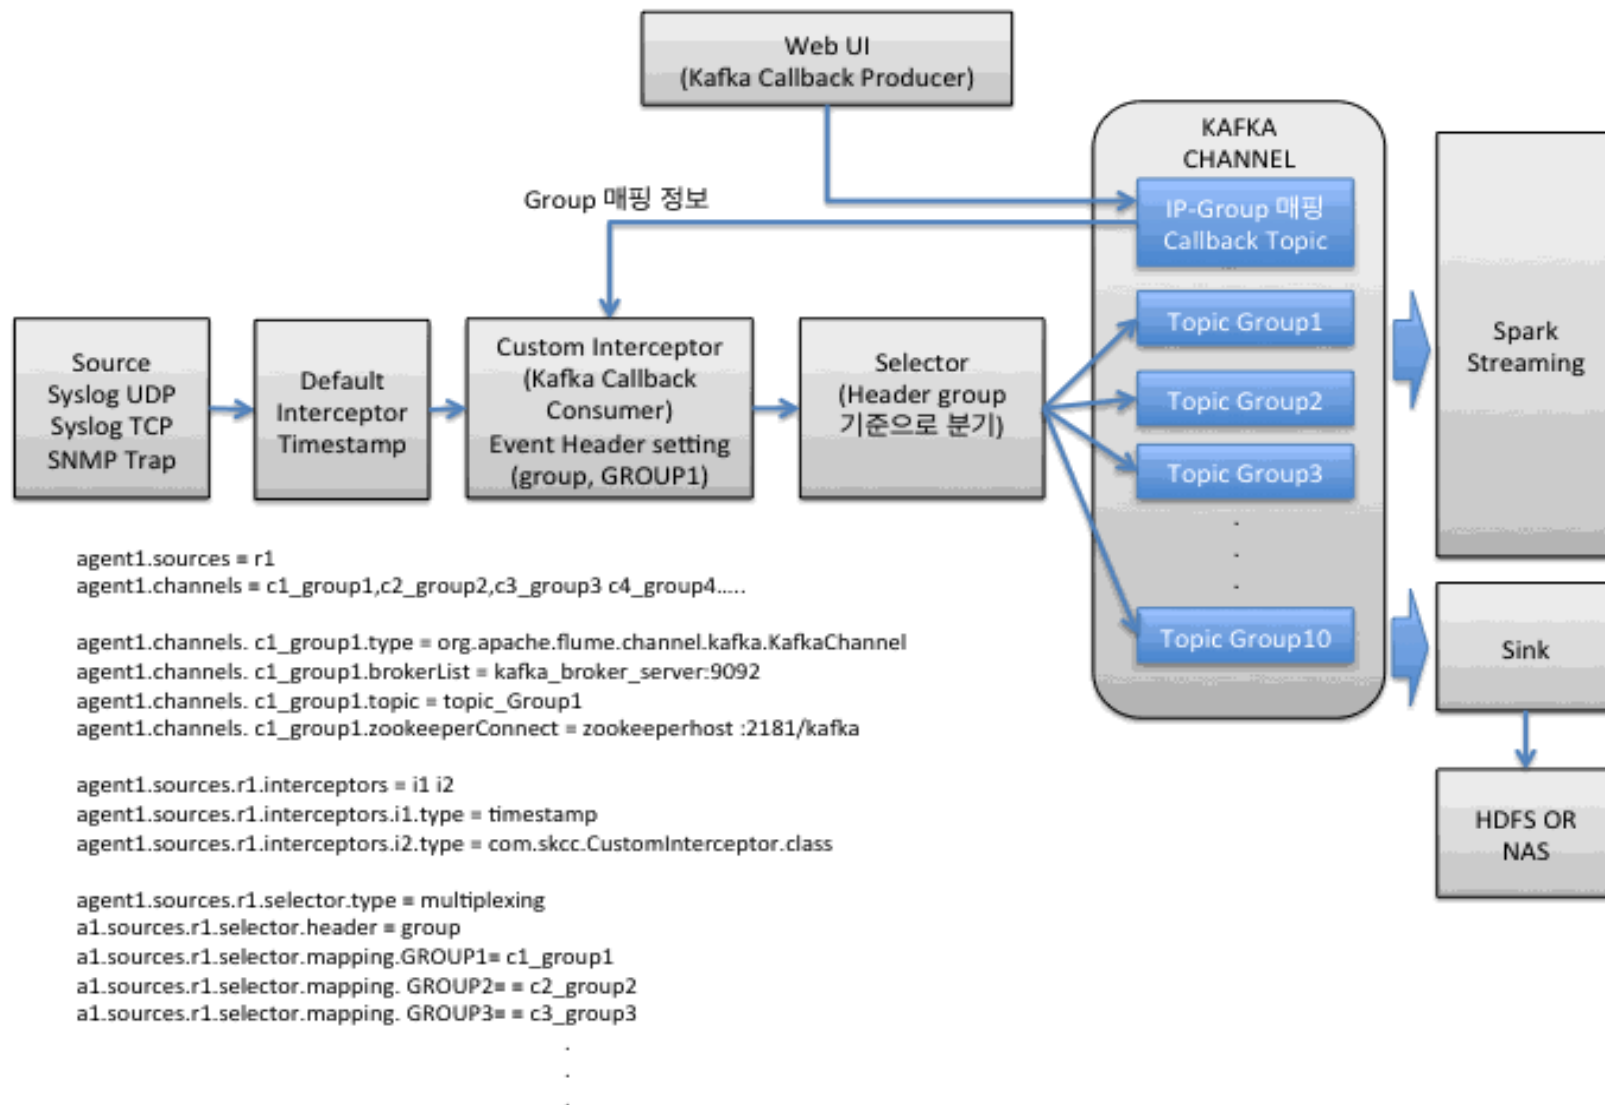 Web UI
(Kafka Callback Producer)
KAFKA
CHANNEL
Group 매핑 정보
IP-Group 매핑
Callback Topic
...
Topic Group1
Topic Group2
Topic Group3
.
.
.
Topic Group10
Source
Syslog UDP
Syslog TCP
SNMP Trap
Default
Interceptor
Timestamp
Custom Interceptor
(Kafka Callback
Consumer)
Event Header setting
(group, GROUP1)
Selector
(Header group
기준으로 분기)
Spark
Streaming
Sink
HDFS OR
NAS
agent1.sources = r1
agent1.channels = c1_group1,c2_group2,c3_group3 c4_group4.....
agent1.channels. c1_group1.type = org.apache.flume.channel.kafka.KafkaChannel
agent1.channels. c1_group1.brokerList = kafka_broker_server:9092
agent1.channels. c1_group1.topic = topic_Group1
agent1.channels. c1_group1.zookeeperConnect = zookeeperhost :2181/kafka
agent1.sources.r1.interceptors = i1 i2
agent1.sources.r1.interceptors.i1.type = timestamp
agent1.sources.r1.interceptors.i2.type = com.skcc.CustomInterceptor.class
agent1.sources.r1.selector.type = multiplexing
a1.sources.r1.selector.header = group
a1.sources.r1.selector.mapping.GROUP1= c1_group1
a1.sources.r1.selector.mapping. GROUP2= = c2_group2
a1.sources.r1.selector.mapping. GROUP3= = c3_group3
.
.
.